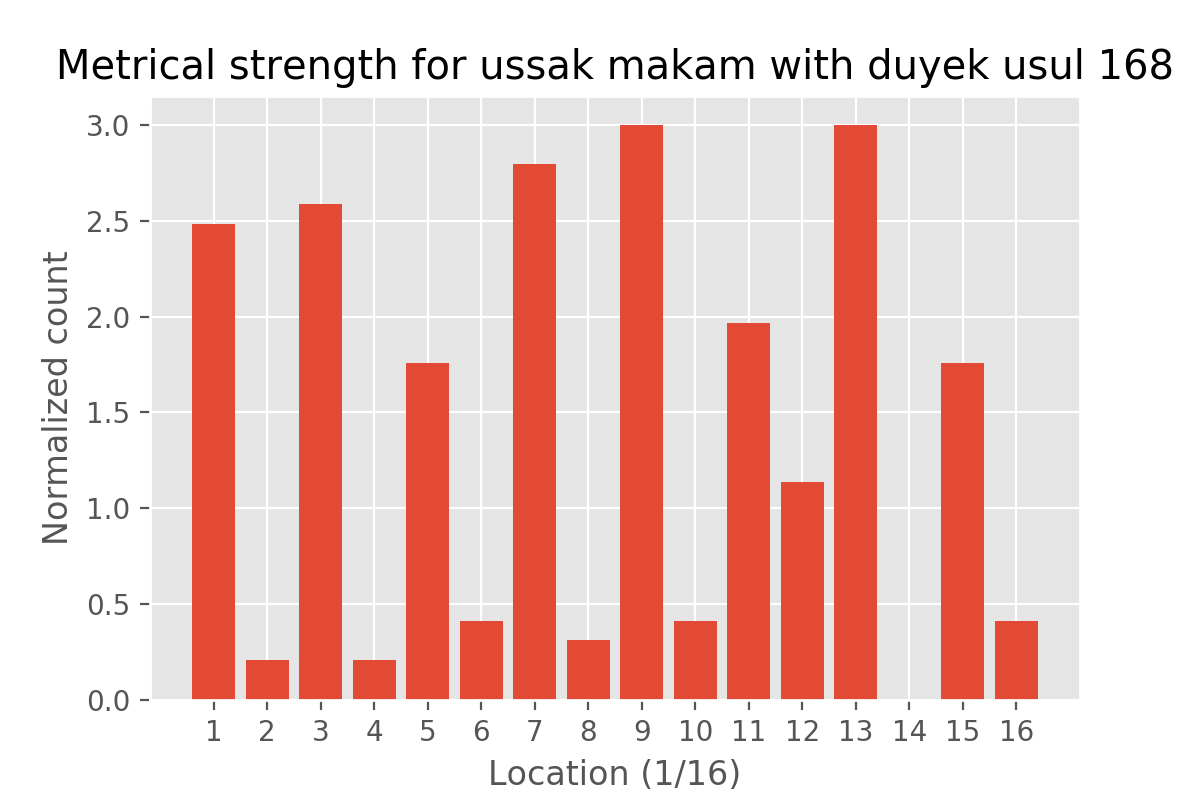 Metrical strength for ussak makam with duyek usul 168
3.0
2.5
2.0
1.5
1.0
0.5
0.0
Normalized count
1 2 3 4 5 6 7 8 9 10 11 12 13 14 15 16
Location (1/16)